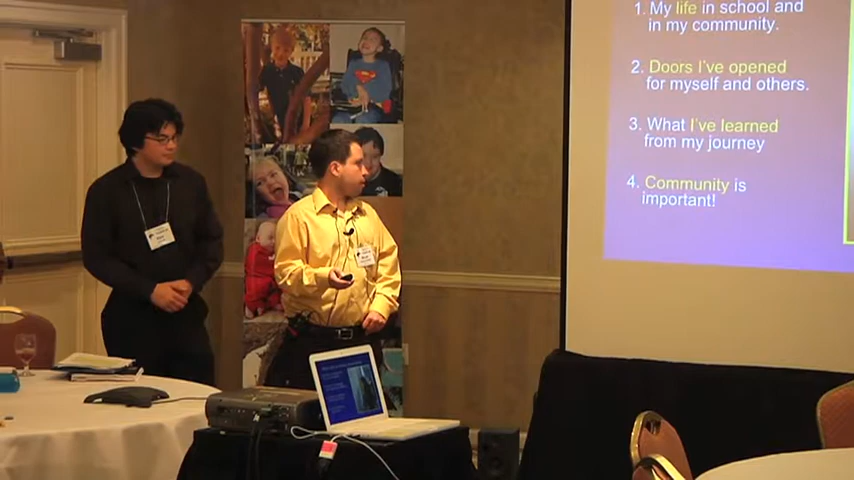 1. My life in school and
in my community.
2. Doors I've opened
for myself and others.
3. What I've learned
from my journey
4. Community is
important!